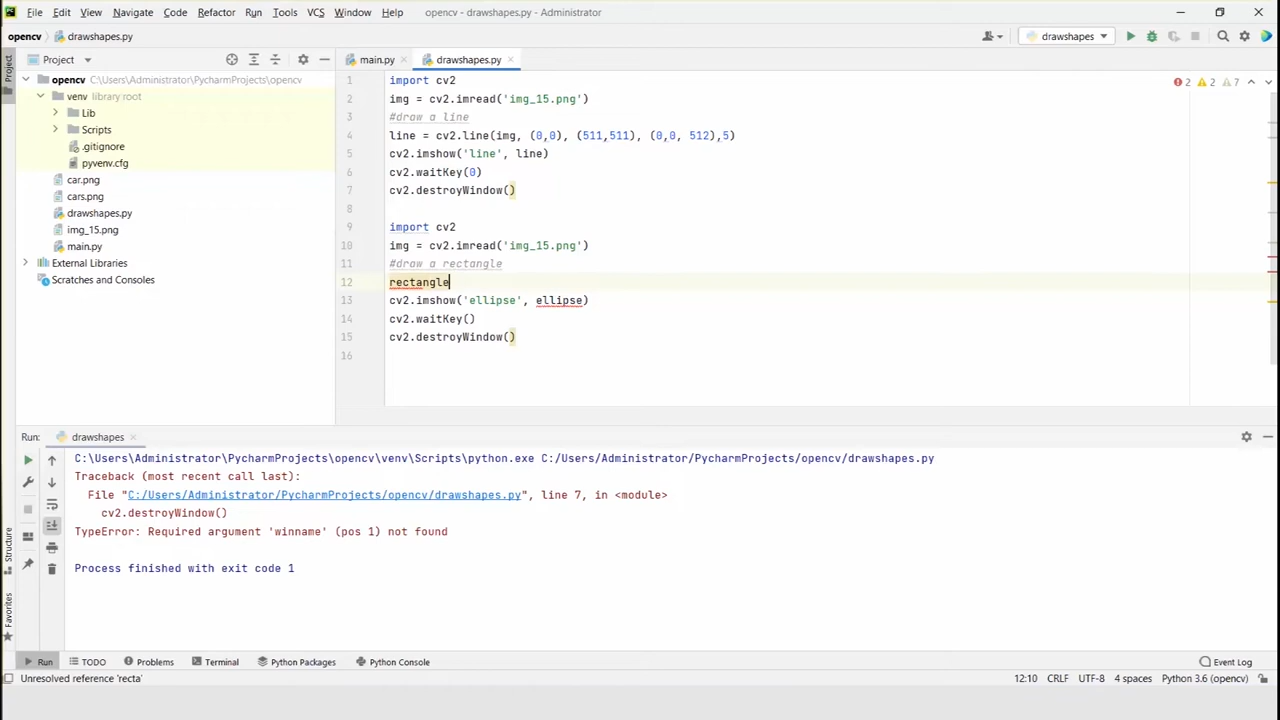 File Edit View Navigate Code Refactor Run Tools VCS Window Help opencv - drawshapes.py - Administrator
opencv drawshapes.py drawshapes
Project
Project main.py drawshapes.py
opencv C:\Users\Administrator\PycharmProjects\opencv
venv library root
Lib
Scripts
.gitignore
pyvenv.cfg
car.png
cars.png
drawshapes.py
img_15.png
main.py
External Libraries
Scratches and Consoles
2 2 7
1 import cv2
2 img = cv2.imread('img_15.png')
3 #draw a line
4 line = cv2.line(img, (0,0), (511,511), (0,0, 512),5)
5 cv2.imshow('line', line)
6 cv2.waitKey(0)
7 cv2.destroyWindow()
8
9 import cv2
10 img = cv2.imread('img_15.png')
11 #draw a rectangle
12 rectangle
13 cv2.imshow('ellipse', ellipse)
14 cv2.waitKey()
15 cv2.destroyWindow()
16
Run: drawshapes
C:\Users\Administrator\PycharmProjects\opencv\venv\Scripts\python.exe C:/Users/Administrator/PycharmProjects/opencv/drawshapes.py
Traceback (most recent call last):
File "C:/Users/Administrator/PycharmProjects/opencv/drawshapes.py", line 7, in <module>
cv2.destroyWindow()
TypeError: Required argument 'winname' (pos 1) not found
Process finished with exit code 1
Structure
Favorites
Run TODO Problems Terminal Python Packages Python Console Event Log
Unresolved reference 'recta' 12:10 CRLF UTF-8 4 spaces Python 3.6 (opencv)